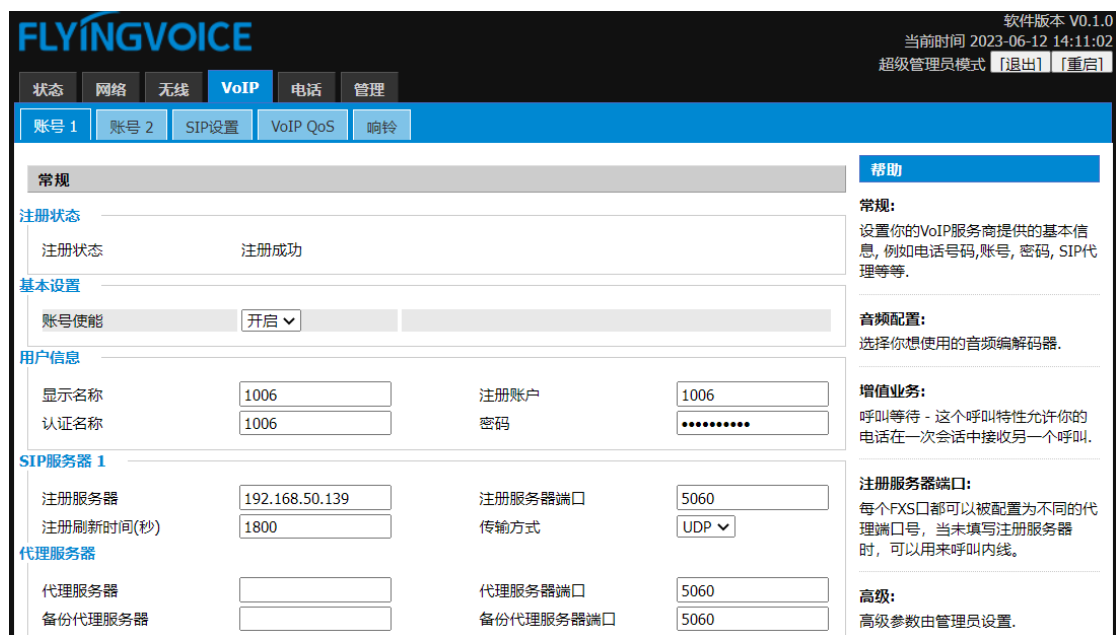 FLYINGVOICE
软件版本 V0.1.0
当前时间 2023-06-12 14:11:02
超级管理员模式 [退出] [重启]
状态 网络 无线 VoIP 电话 管理
账号 1 账号 2 SIP设置 VoIP QoS 响铃
常规
注册状态
注册状态 注册成功
基本设置
账号使能 开启
用户信息
显示名称 1006 注册账户 1006
认证名称 1006 密码 ••••••••••
SIP服务器 1
注册服务器 192.168.50.139 注册服务器端口 5060
注册刷新时间(秒) 1800 传输方式 UDP
代理服务器
代理服务器 代理服务器端口 5060
备份代理服务器 备份代理服务器端口 5060
帮助
常规:
设置你的VoIP服务商提供的基本信
息, 例如电话号码,账号, 密码, SIP代
理等等.
音频配置:
选择你想使用的音频编解码器.
增值业务:
呼叫等待 - 这个呼叫特性允许你的
电话在一次会话中接收另一个呼叫.
注册服务器端口:
每个FXS口都可以被配置为不同的代
理端口号，当未填写注册服务器
时，可以用来呼叫内线。
高级:
高级参数由管理员设置.